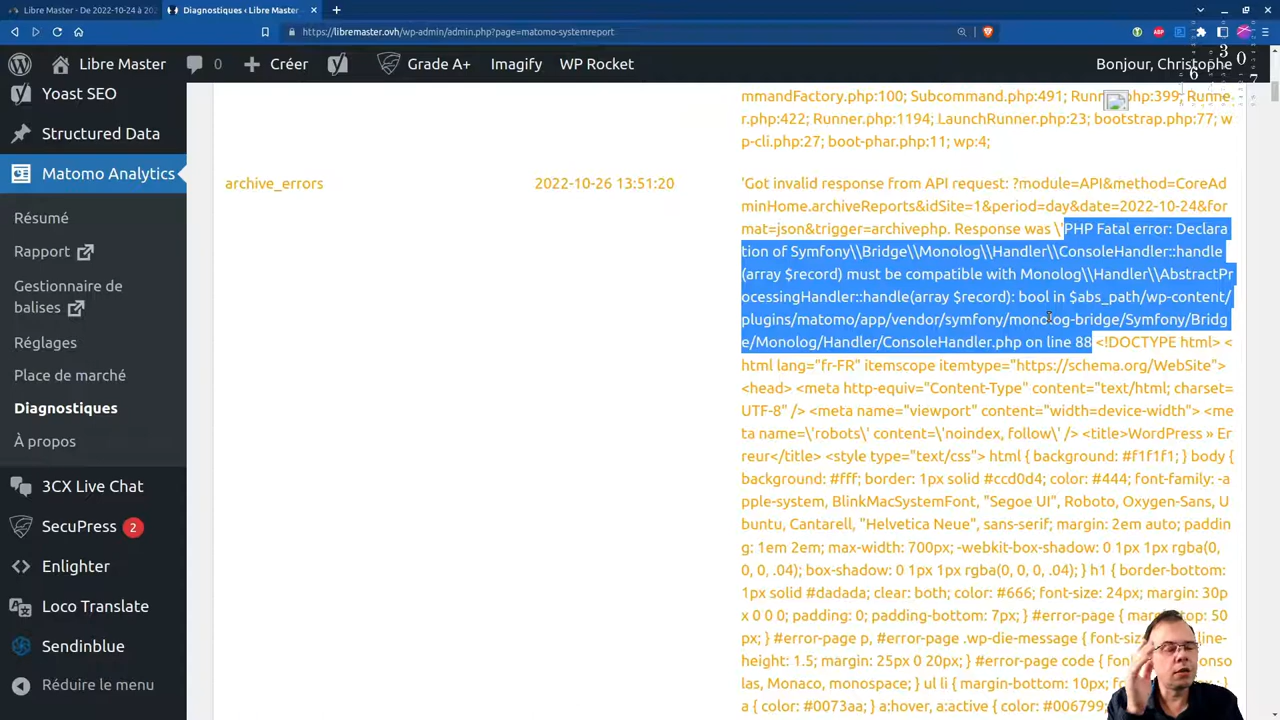 Libre Master - De 2022-10-24 à 202
Diagnostiques ‹ Libre Master
https://libremaster.ovh/wp-admin/admin.php?page=matomo-systemreport
Libre Master
0
Créer
Grade A+
Imagify
WP Rocket
Bonjour, Christophe
3
0
6
7
Yoast SEO
Structured Data
Matomo Analytics
Résumé
Rapport
Gestionnaire de
balises
Réglages
Place de marché
Diagnostiques
À propos
3CX Live Chat
SecuPress 2
Enlighter
Loco Translate
Sendinblue
Réduire le menu
mmandFactory.php:100; Subcommand.php:491; Runner.php:399; Runne
r.php:422; Runner.php:1194; LaunchRunner.php:23; bootstrap.php:77; w
p-cli.php:27; boot-phar.php:11; wp:4;
archive_errors
2022-10-26 13:51:20
'Got invalid response from API request: ?module=API&method=CoreAd
minHome.archiveReports&idSite=1&period=day&date=2022-10-24&for
mat=json&trigger=archivephp. Response was \'PHP Fatal error: Declara
tion of Symfony\\Bridge\\Monolog\\Handler\\ConsoleHandler::handle
(array $record) must be compatible with Monolog\\Handler\\AbstractPr
ocessingHandler::handle(array $record): bool in $abs_path/wp-content/
plugins/matomo/app/vendor/symfony/monolog-bridge/Symfony/Bridg
e/Monolog/Handler/ConsoleHandler.php on line 88 <!DOCTYPE html> <
html lang="fr-FR" itemscope itemtype="https://schema.org/WebSite">
<head> <meta http-equiv="Content-Type" content="text/html; charset=
UTF-8" /> <meta name="viewport" content="width=device-width"> <me
ta name=\'robots\' content=\'noindex, follow\' /> <title>WordPress » Er
reur</title> <style type="text/css"> html { background: #f1f1f1; } body {
background: #fff; border: 1px solid #ccd0d4; color: #444; font-family: -a
pple-system, BlinkMacSystemFont, "Segoe UI", Roboto, Oxygen-Sans, U
buntu, Cantarell, "Helvetica Neue", sans-serif; margin: 2em auto; paddin
g: 1em 2em; max-width: 700px; -webkit-box-shadow: 0 1px 1px rgba(0,
0, 0, .04); box-shadow: 0 1px 1px rgba(0, 0, 0, .04); } h1 { border-bottom:
1px solid #dadada; clear: both; color: #666; font-size: 24px; margin: 30p
x 0 0 0; padding: 0; padding-bottom: 7px; } #error-page { margin-top: 50
px; } #error-page p, #error-page .wp-die-message { line-
height: 1.5; margin: 25px 0 20px; } #error-page code {
las, Monaco, monospace; } ul li { margin-bottom: 10px; }
a { color: #0073aa; } a:hover, a:active { color: #006799;